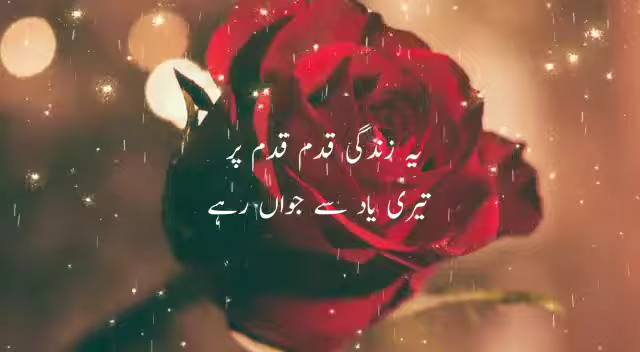 یہ زندگی قدم قدم پر
تیری یاد سے جواں رہے